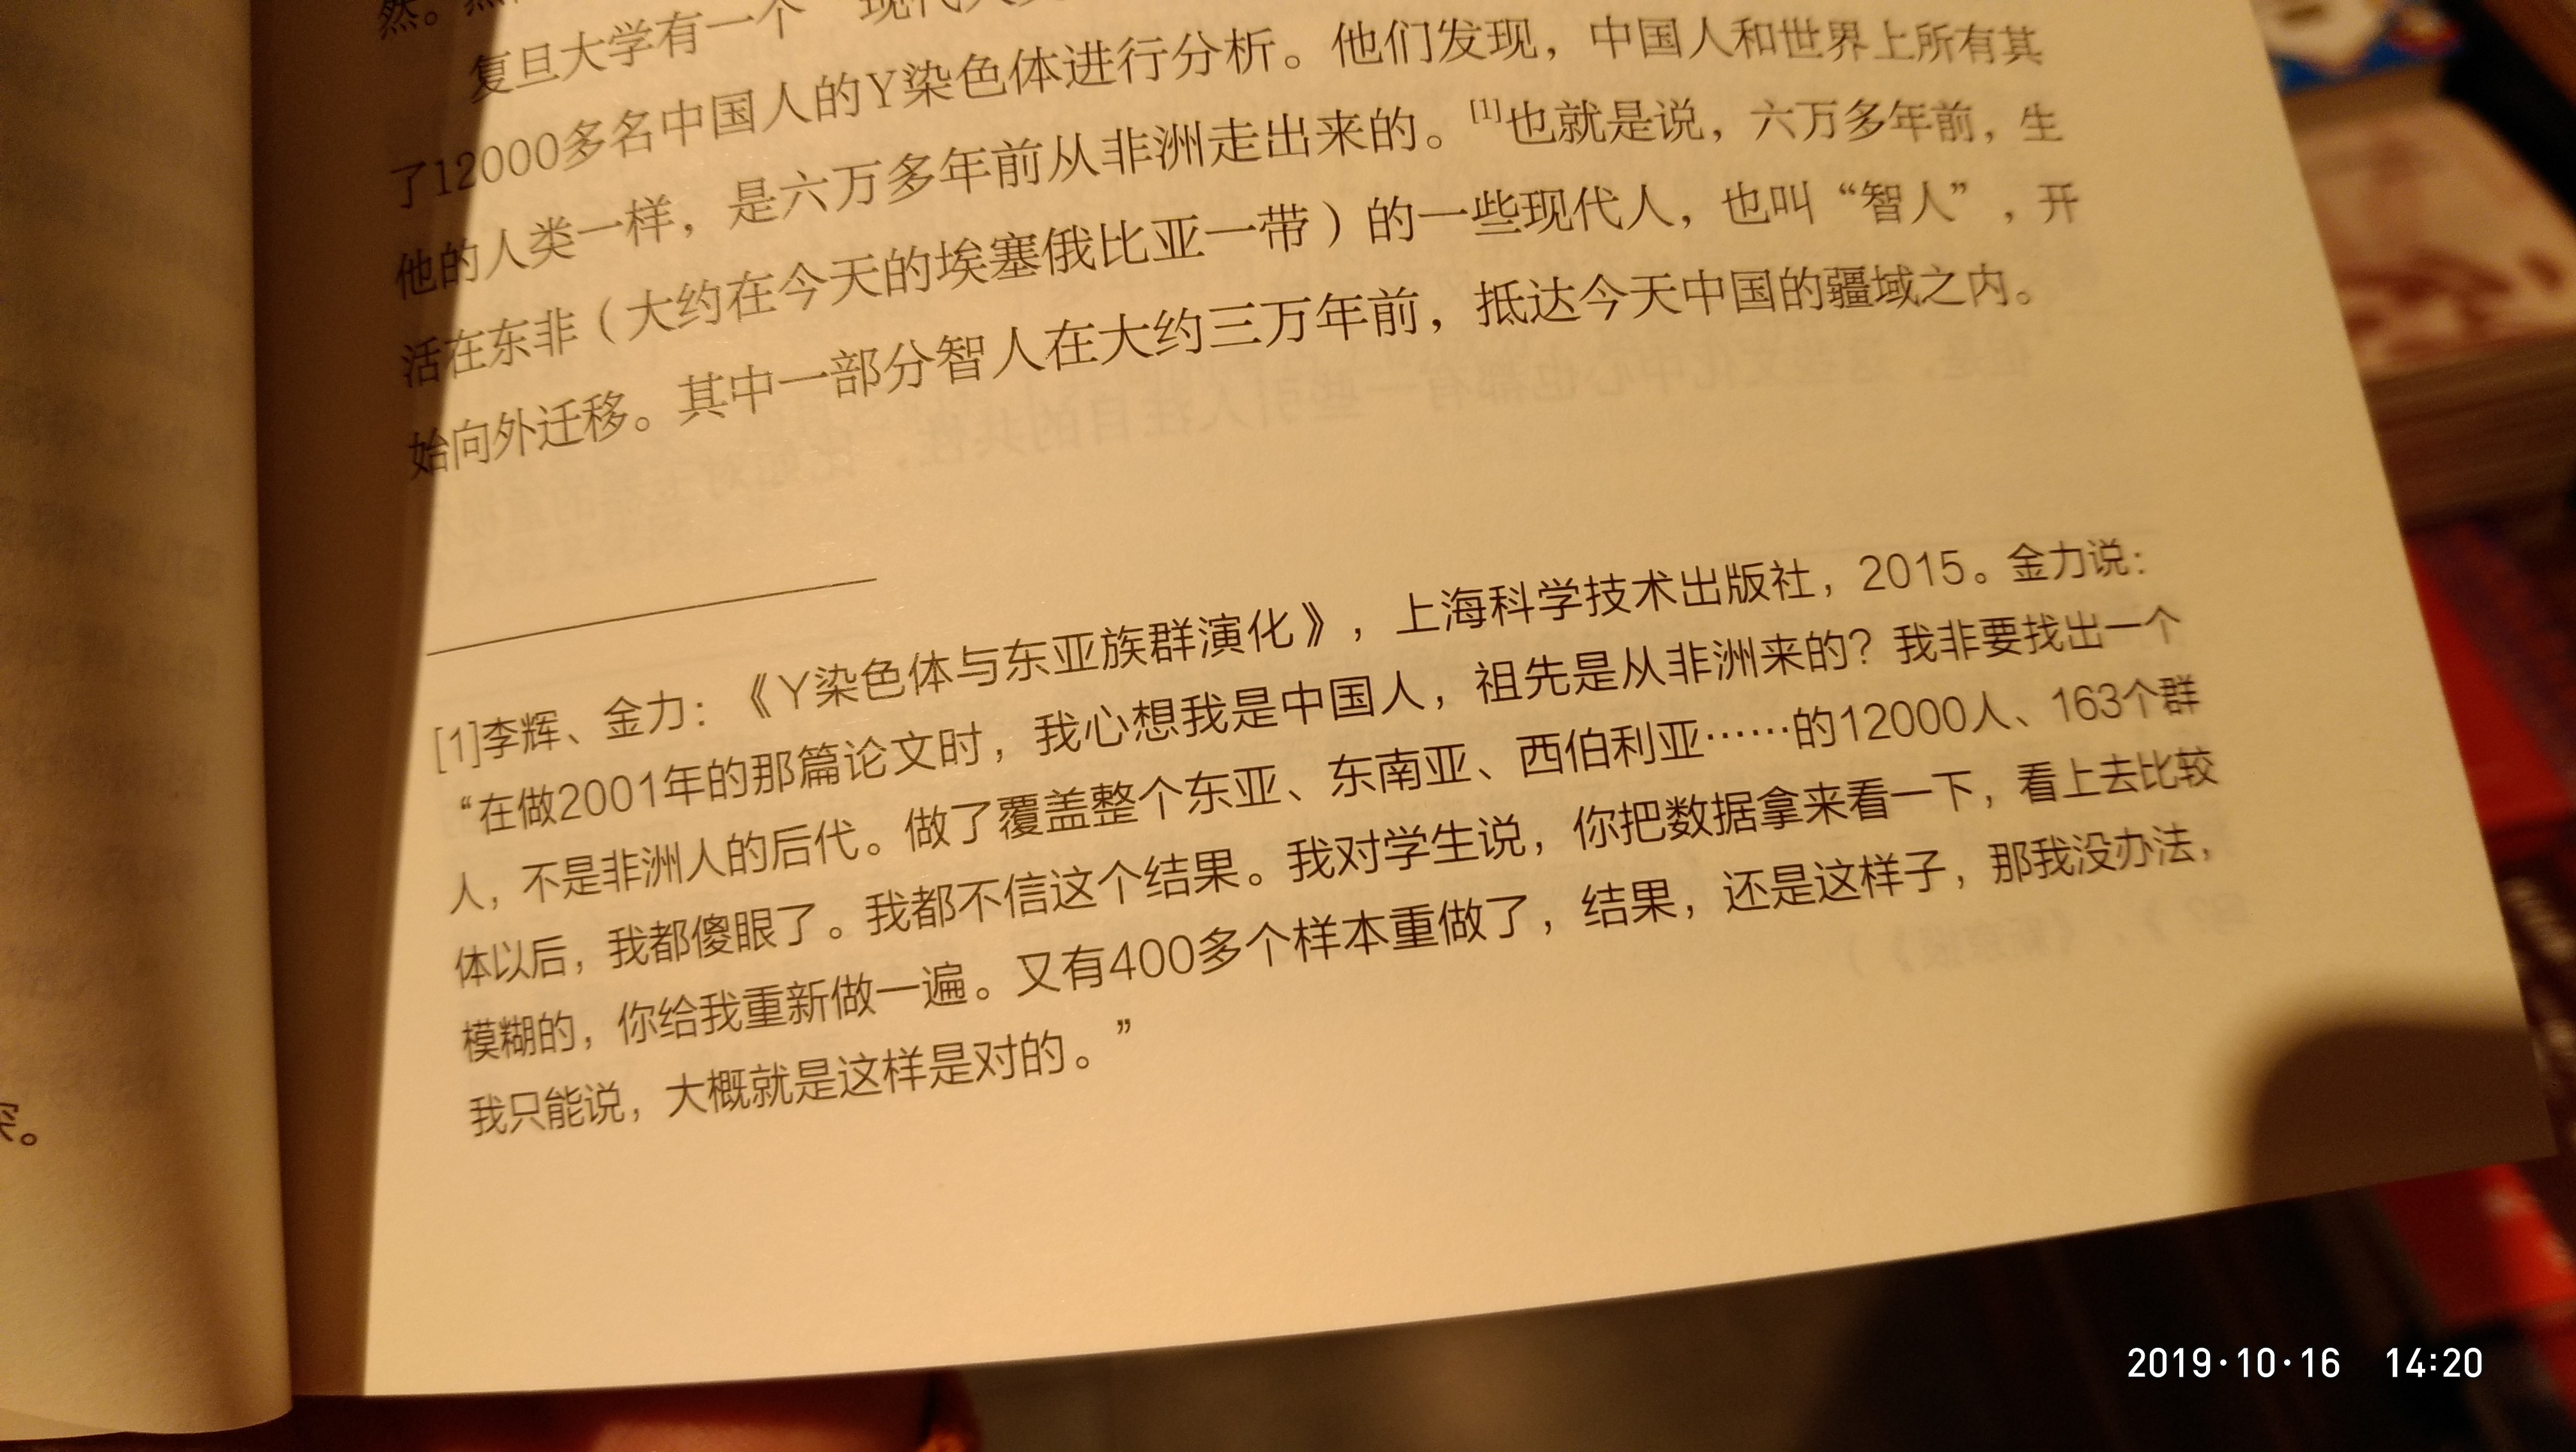 然。
复旦大学有一个“现代人
了12000多名中国人的Y染色体进行分析。他们发现，中国人和世界上所有其
他的人类一样，是六万多年前从非洲走出来的。[1]也就是说，六万多年前，生
活在东非（大约在今天的埃塞俄比亚一带）的一些现代人，也叫“智人”，开
始向外迁移。其中一部分智人在大约三万年前，抵达今天中国的疆域之内。
[1]李辉、金力：《Y染色体与东亚族群演化》，上海科学技术出版社，2015。金力说：
“在做2001年的那篇论文时，我心想我是中国人，祖先是从非洲来的？我非要找出一个
人，不是非洲人的后代。做了覆盖整个东亚、东南亚、西伯利亚……的12000人、163个群
体以后，我都傻眼了。我都不信这个结果。我对学生说，你把数据拿来看一下，看上去比较
模糊的，你给我重新做一遍。又有400多个样本重做了，结果，还是这样子，那我没办法，
我只能说，大概就是这样是对的。”
2019·10·16 14:20